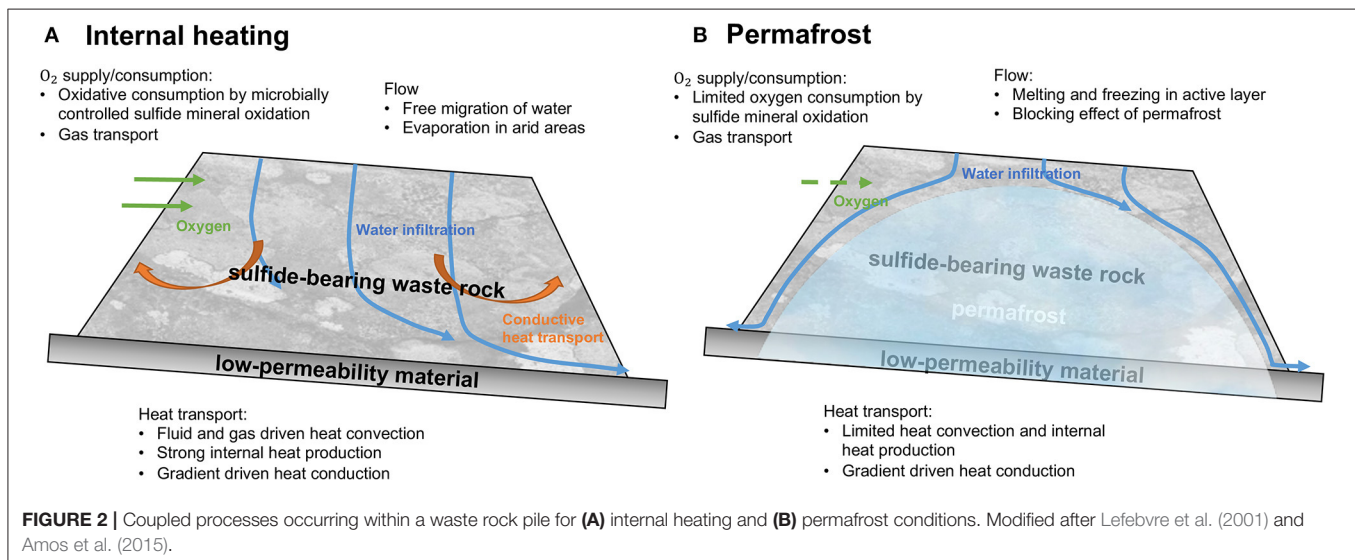 A Internal heating
O₂ supply/consumption:
• Oxidative consumption by microbially
controlled sulfide mineral oxidation
• Gas transport
Flow
• Free migration of water
• Evaporation in arid areas
Oxygen
Water infiltration
sulfide-bearing waste rock
Conductive
heat transport
low-permeability material
Heat transport:
• Fluid and gas driven heat convection
• Strong internal heat production
• Gradient driven heat conduction
B Permafrost
O₂ supply/consumption:
• Limited oxygen consumption by
sulfide mineral oxidation
• Gas transport
Flow:
• Melting and freezing in active layer
• Blocking effect of permafrost
Water infiltration
Oxygen
sulfide-bearing waste rock
permafrost
low-permeability material
Heat transport:
• Limited heat convection and internal
heat production
• Gradient driven heat conduction
FIGURE 2 | Coupled processes occurring within a waste rock pile for (A) internal heating and (B) permafrost conditions. Modified after Lefebvre et al. (2001) and
Amos et al. (2015).